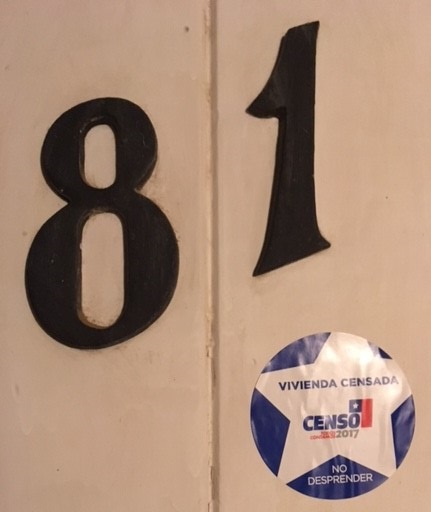 81
VIVIENDA CENSADA
CENSO
2017
NO
DESPRENDER